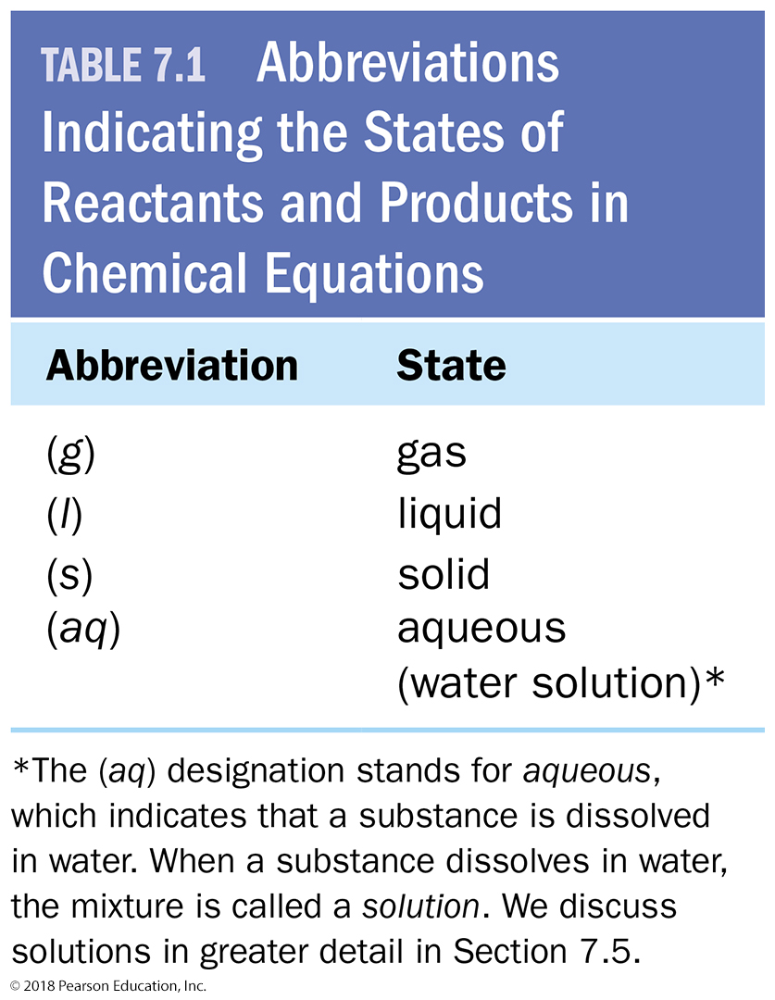 TABLE 7.1 Abbreviations
Indicating the States of
Reactants and Products in
Chemical Equations
Abbreviation State
(g) gas
(l) liquid
(s) solid
(aq) aqueous
(water solution)*
*The (aq) designation stands for aqueous,
which indicates that a substance is dissolved
in water. When a substance dissolves in water,
the mixture is called a solution. We discuss
solutions in greater detail in Section 7.5.
© 2018 Pearson Education, Inc.